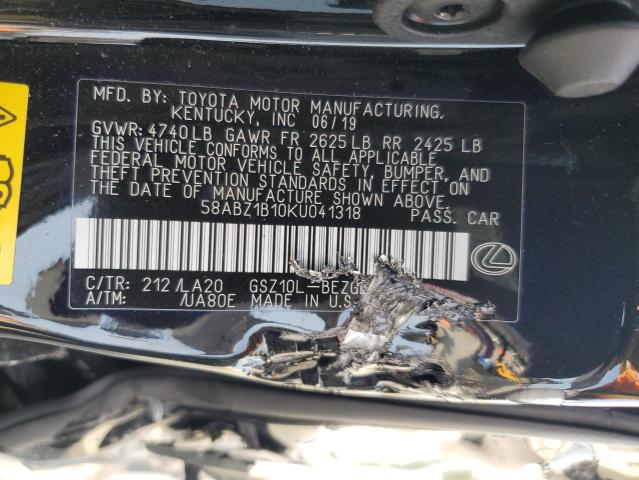 MFD. BY: TOYOTA MOTOR MANUFACTURING,
KENTUCKY, INC 06/19
GVWR: 4740 LB GAWR FR 2625 LB RR 2425 LB
THIS VEHICLE CONFORMS TO ALL APPLICABLE
FEDERAL MOTOR VEHICLE SAFETY, BUMPER, AND
THEFT PREVENTION STANDARDS IN EFFECT ON
THE DATE OF MANUFACTURE SHOWN ABOVE.
58ABZ1B10KU041318 PASS. CAR
C/TR: 212 /LA20 GSZ10L-BEZG
A/TM: /UA80E MADE IN U.S